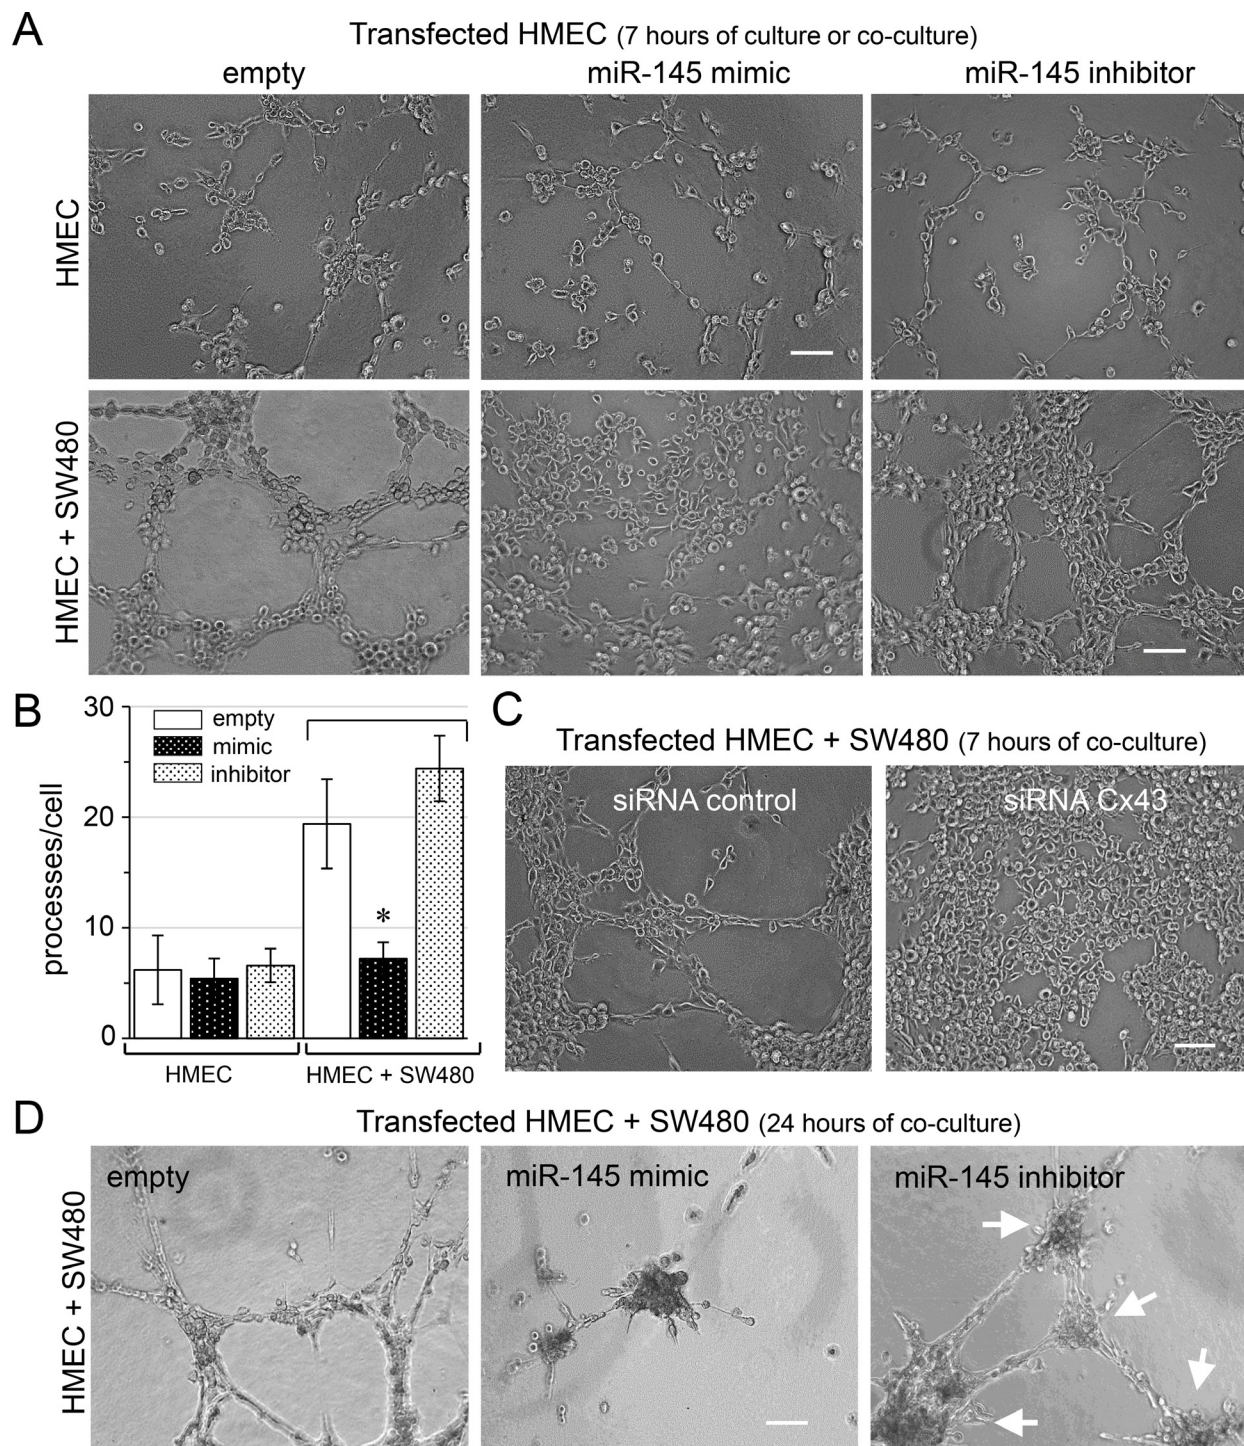 A
Transfected HMEC (7 hours of culture or co-culture)
empty
miR-145 mimic
miR-145 inhibitor
HMEC
HMEC + SW480
B
30
20
10
0
processes/cell
empty
mimic
inhibitor
*
HMEC
HMEC + SW480
C
Transfected HMEC + SW480 (7 hours of co-culture)
siRNA control
siRNA Cx43
D
Transfected HMEC + SW480 (24 hours of co-culture)
HMEC + SW480
empty
miR-145 mimic
miR-145 inhibitor